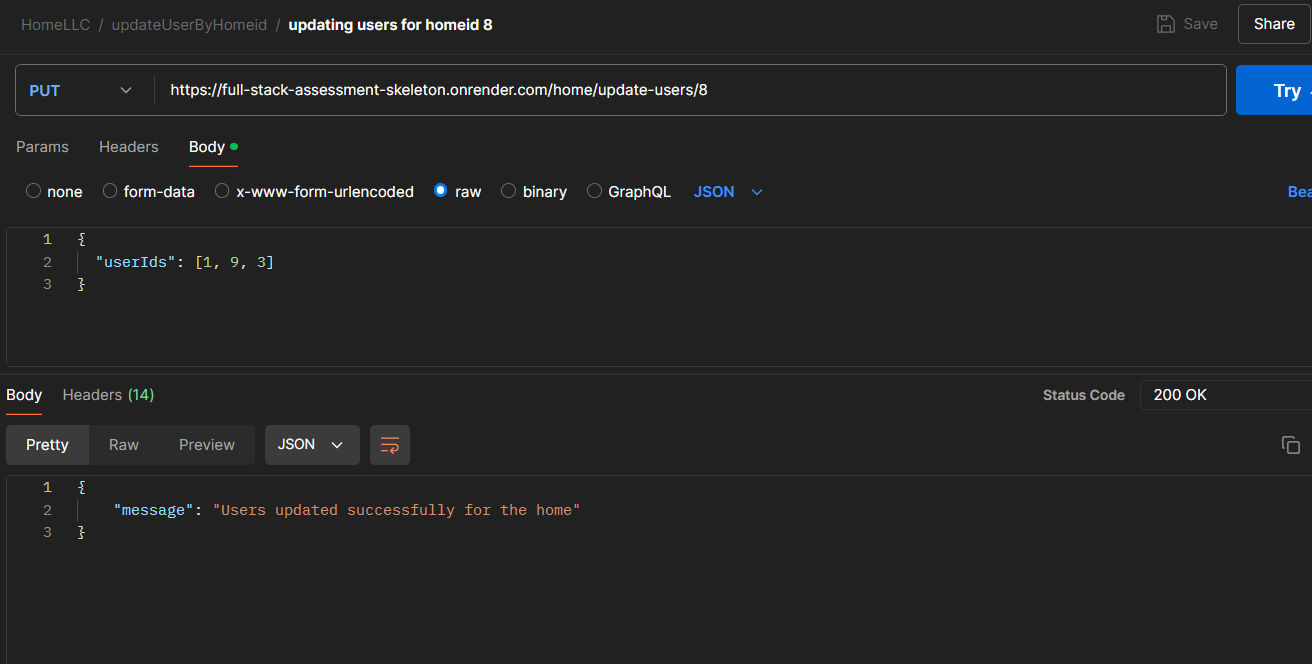 HomeLLC / updateUserByHomeid / updating users for homeid 8
Save
Share
PUT
https://full-stack-assessment-skeleton.onrender.com/home/update-users/8
Try
Params Headers Body
none form-data x-www-form-urlencoded raw binary GraphQL JSON
1 {
2 "userIds": [1, 9, 3]
3 }
Body Headers (14)
Status Code 200 OK
Pretty Raw Preview JSON
1 {
2 "message": "Users updated successfully for the home"
3 }